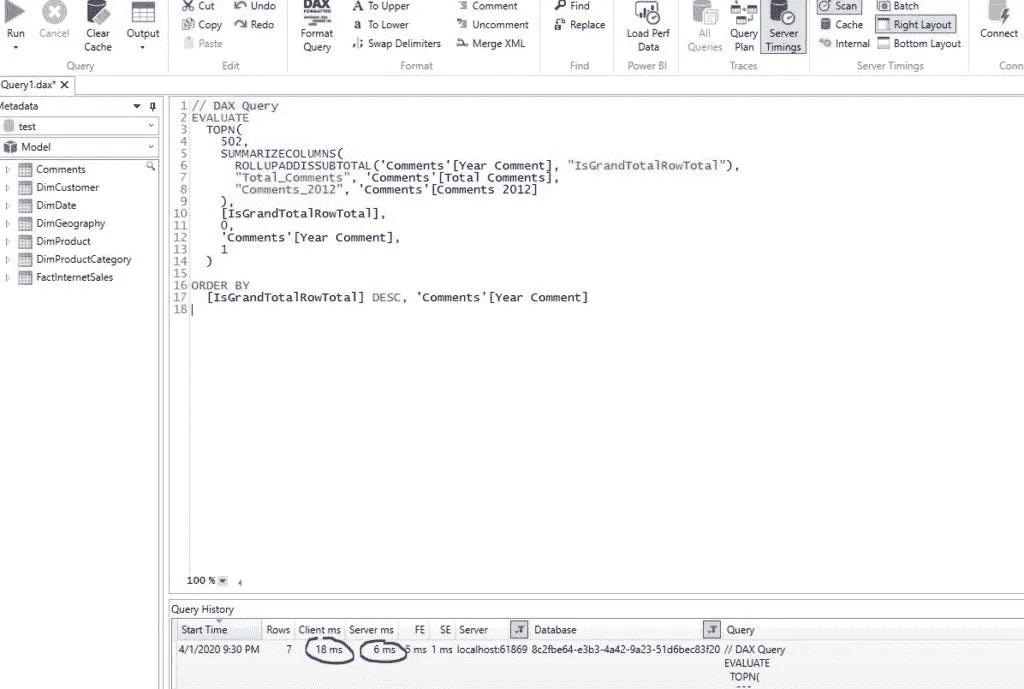 Run Cancel Clear Cache Output
Query
Cut Undo
Copy Redo
Paste
Edit
DAX FORMATTER
Format Query
A To Upper
a To Lower
Swap Delimiters
Comment
Uncomment
Merge XML
Format
Find
Replace
Find
Load Perf Data
Power BI
All Queries Query Plan Server Timings
Traces
Scan Batch
Cache Right Layout
Internal Bottom Layout
Server Timings
Connect
Conn
Query1.dax*
Metadata
test
Model
Comments
DimCustomer
DimDate
DimGeography
DimProduct
DimProductCategory
FactInternetSales
1 // DAX Query
2 EVALUATE
3 TOPN(
4 502,
5 SUMMARIZECOLUMNS(
6 ROLLUPADDISSUBTOTAL('Comments'[Year Comment], "IsGrandTotalRowTotal"),
7 "Total_Comments", 'Comments'[Total Comments],
8 "Comments_2012", 'Comments'[Comments 2012]
9 ),
10 [IsGrandTotalRowTotal],
11 0,
12 'Comments'[Year Comment],
13 1
14 )
15
16 ORDER BY
17 [IsGrandTotalRowTotal] DESC, 'Comments'[Year Comment]
18
100 %
Query History
Start Time Rows Client ms Server ms FE SE Server Database Query
4/1/2020 9:30 PM 7 18 ms 6 ms 5 ms 1 ms localhost:61869 8c2fbe64-e3b3-4a42-9a23-51d6bec83f20 // DAX Query
EVALUATE
TOPN(